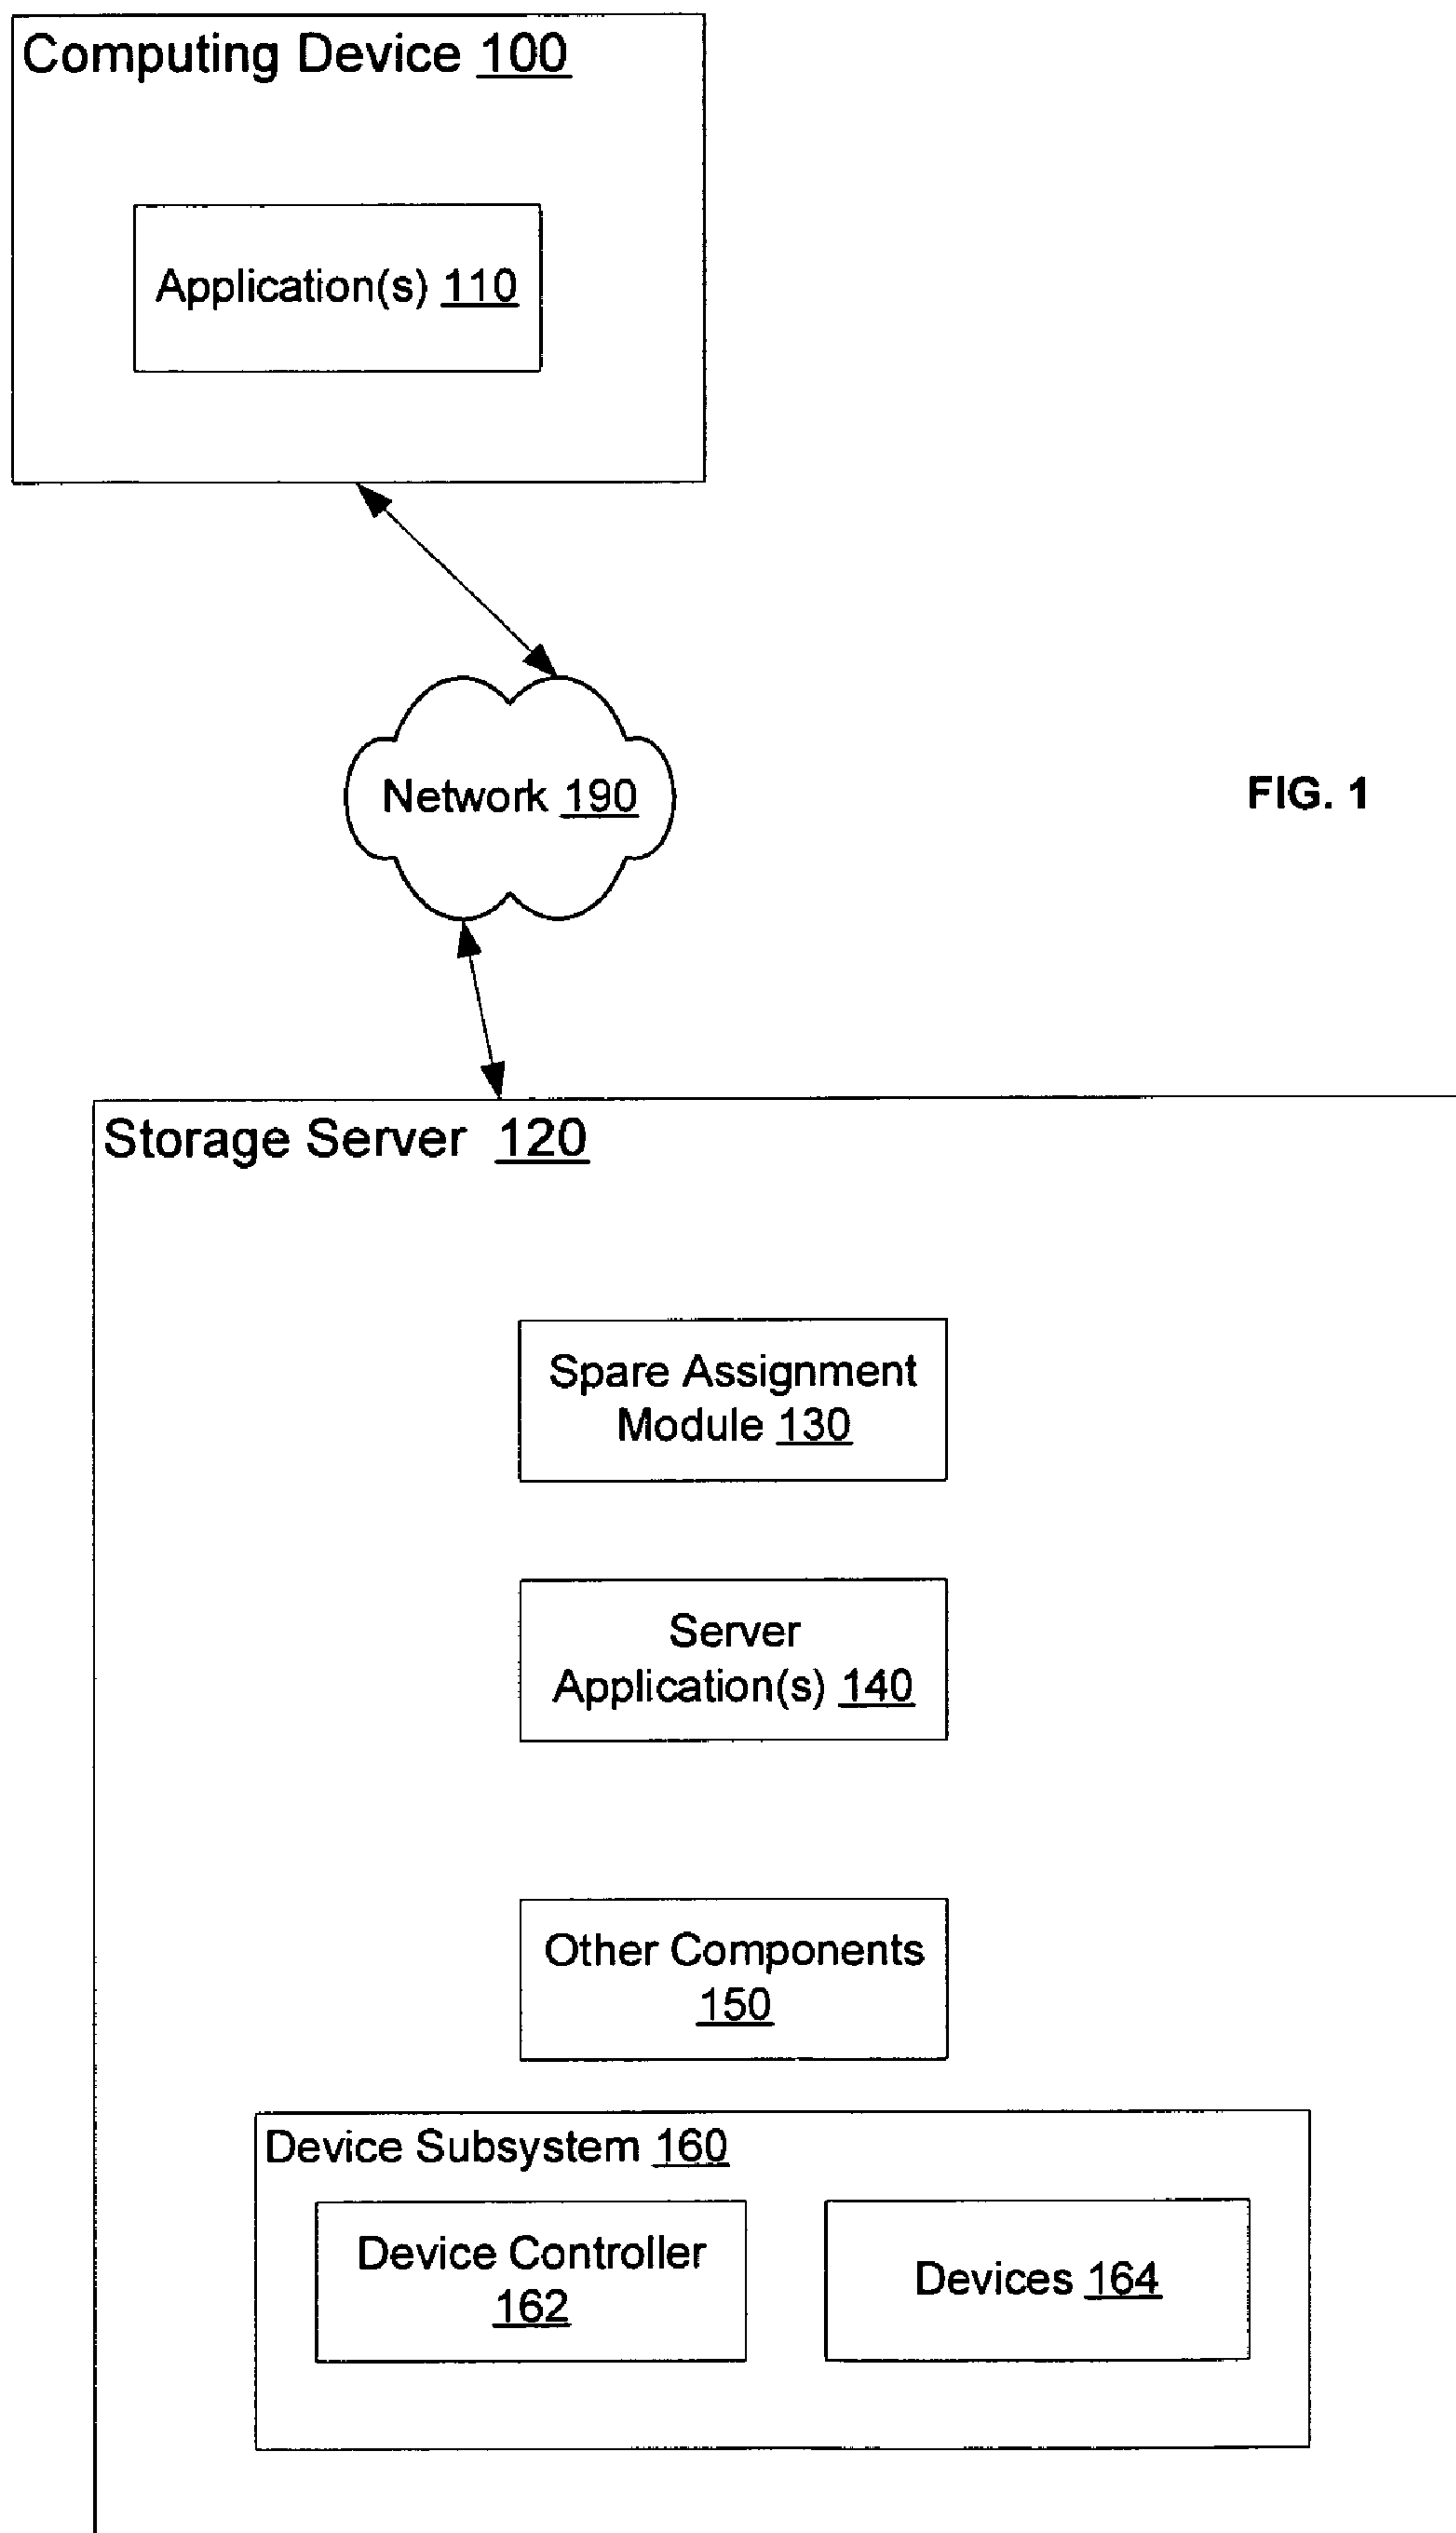 Computing Device 100
Application(s) 110
Network 190
FIG. 1
Storage Server 120
Spare Assignment
Module 130
Server
Application(s) 140
Other Components
150
Device Subsystem 160
Device Controller
162
Devices 164